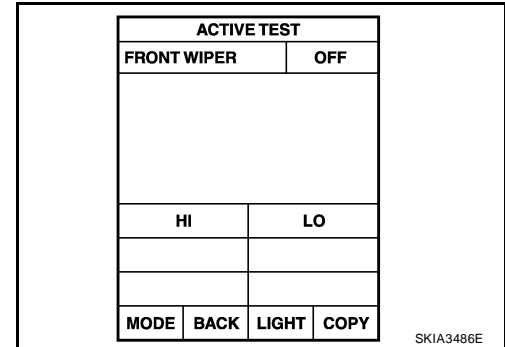 ACTIVE TEST
FRONT WIPER OFF
HI LO
MODE BACK LIGHT COPY
SKIA3486E